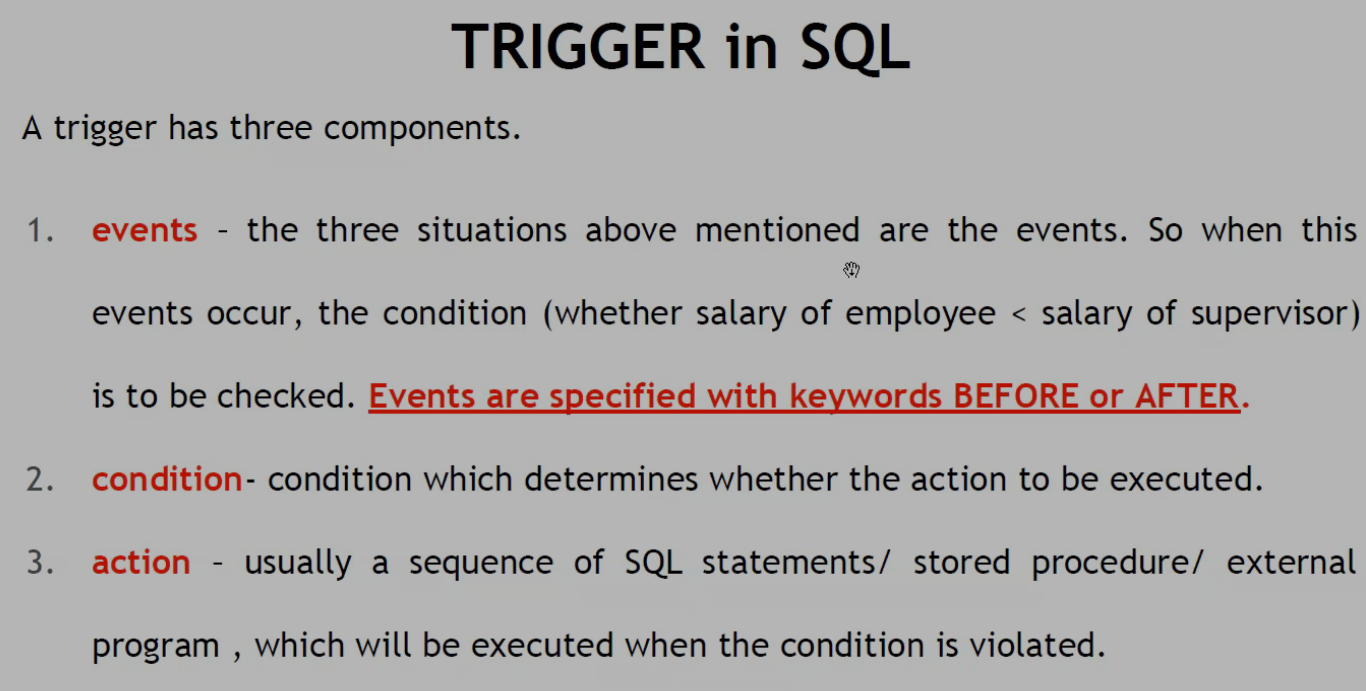 TRIGGER in SQL
A trigger has three components.
1. events – the three situations above mentioned are the events. So when this
events occur, the condition (whether salary of employee < salary of supervisor)
is to be checked. Events are specified with keywords BEFORE or AFTER.
2. condition- condition which determines whether the action to be executed.
3. action – usually a sequence of SQL statements/ stored procedure/ external
program , which will be executed when the condition is violated.